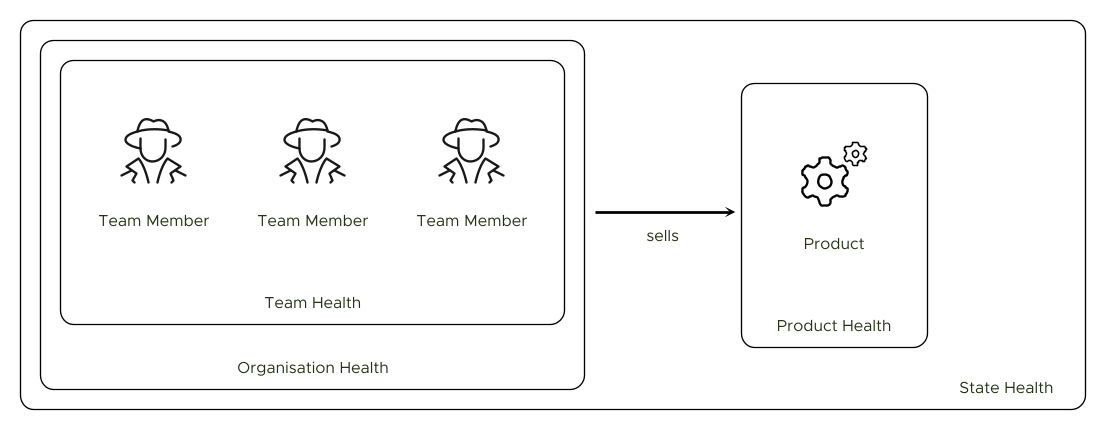 Team Member
Team Member
Team Member
Team Health
Organisation Health
sells
Product
Product Health
State Health